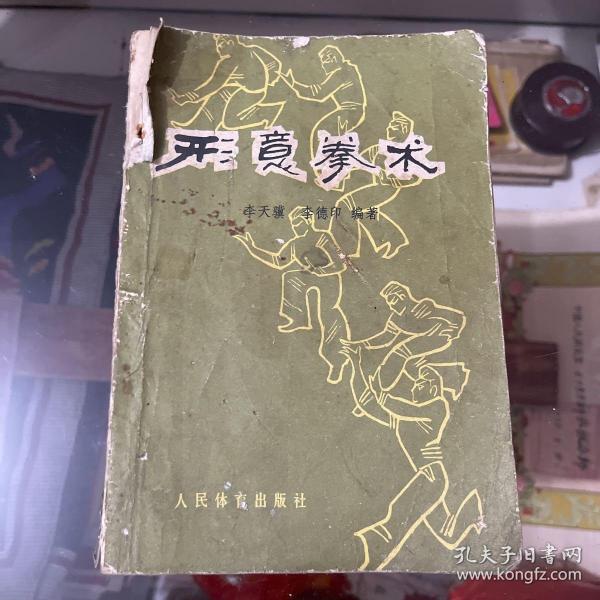 形意拳术
李天骥 李德印 编著
人民体育出版社
孔夫子旧书网
www.kongfz.com